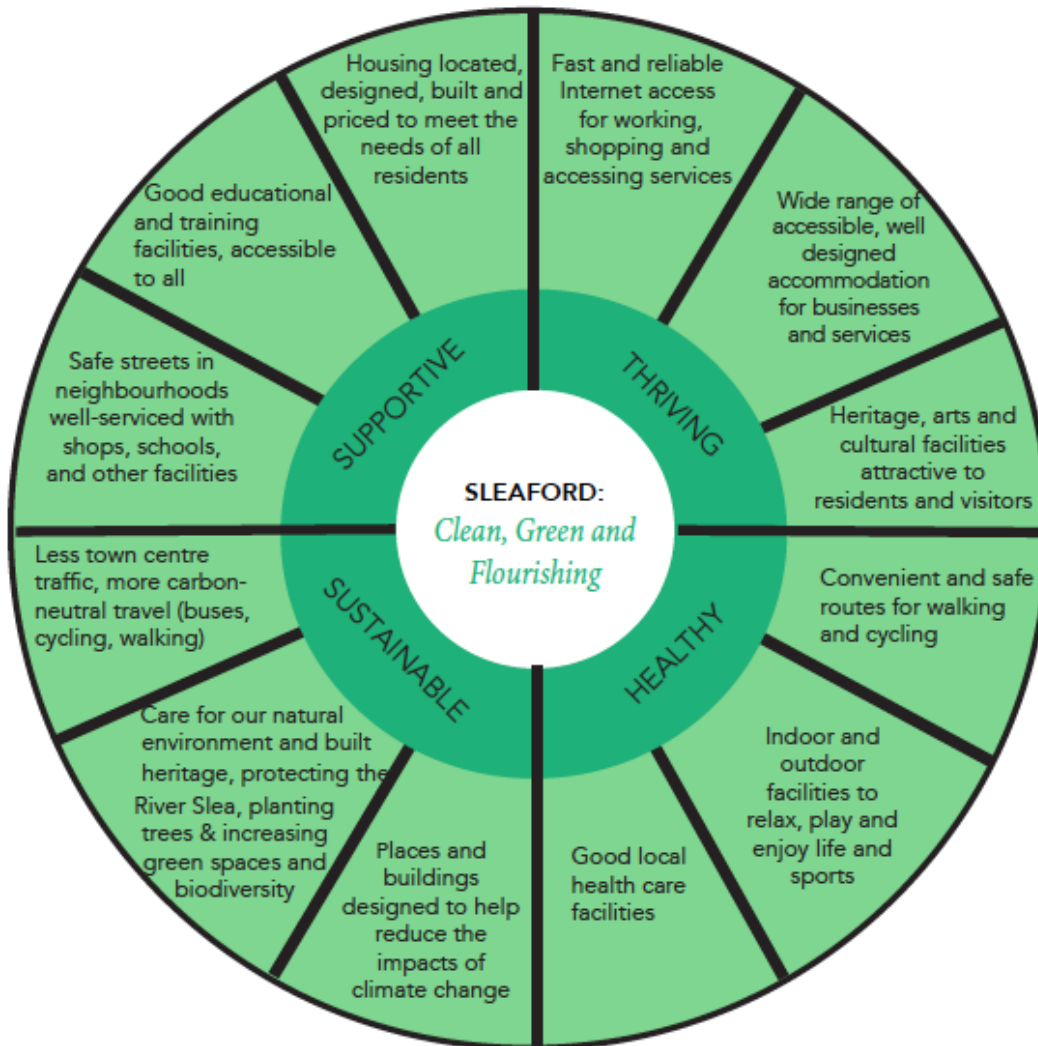 SLEAFORD:
Clean, Green and
Flourishing
THRIVING
Fast and reliable
Internet access
for working,
shopping and
accessing services
Wide range of
accessible, well
designed
accommodation
for businesses
and services
Heritage, arts and
cultural facilities
attractive to
residents and visitors
HEALTHY
Convenient and safe
routes for walking
and cycling
Indoor and
outdoor
facilities to
relax, play and
enjoy life and
sports
Good local
health care
facilities
SUSTAINABLE
Places and
buildings
designed to help
reduce the
impacts of
climate change
Care for our natural
environment and built
heritage, protecting the
River Slea, planting
trees & increasing
green spaces and
biodiversity
Less town centre
traffic, more carbon-
neutral travel (buses,
cycling, walking)
SUPPORTIVE
Safe streets in
neighbourhoods
well-serviced with
shops, schools,
and other facilities
Good educational
and training
facilities, accessible
to all
Housing located,
designed, built and
priced to meet the
needs of all
residents